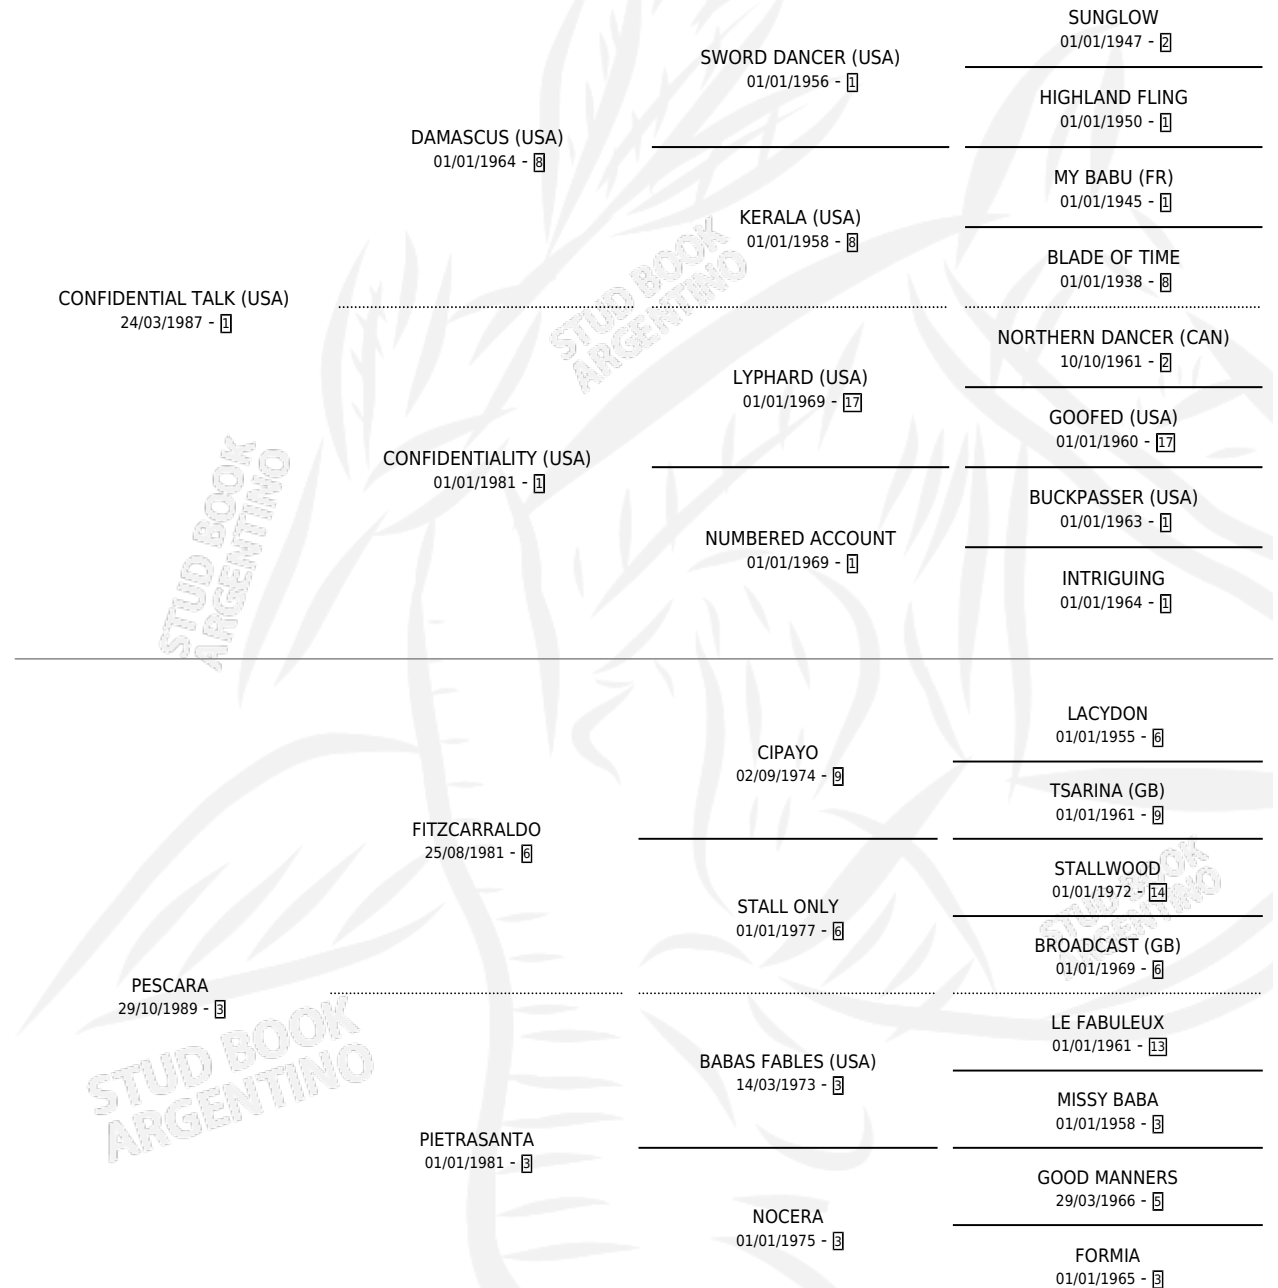 SUNGLOW
01/01/1947 - 2
SWORD DANCER (USA)
01/01/1956 - 1
HIGHLAND FLING
01/01/1950 - 1
DAMASCUS (USA)
01/01/1964 - 8
MY BABU (FR)
01/01/1945 - 1
KERALA (USA)
01/01/1958 - 8
BLADE OF TIME
01/01/1938 - 8
CONFIDENTIAL TALK (USA)
24/03/1987 - 1
NORTHERN DANCER (CAN)
10/10/1961 - 2
LYPHARD (USA)
01/01/1969 - 17
GOOFED (USA)
01/01/1960 - 17
CONFIDENTIALITY (USA)
01/01/1981 - 1
BUCKPASSER (USA)
01/01/1963 - 1
NUMBERED ACCOUNT
01/01/1969 - 1
INTRIGUING
01/01/1964 - 1
STUD BOOK
ARGENTINO
STUD BOOK
ARGENTINO
LACYDON
01/01/1955 - 6
CIPAYO
02/09/1974 - 9
TSARINA (GB)
01/01/1961 - 9
FITZCARRALDO
25/08/1981 - 6
STALLWOOD
01/01/1972 - 14
STALL ONLY
01/01/1977 - 6
BROADCAST (GB)
01/01/1969 - 6
PESCARA
29/10/1989 - 3
LE FABULEUX
01/01/1961 - 13
BABAS FABLES (USA)
14/03/1973 - 3
MISSY BABA
01/01/1958 - 3
PIETRASANTA
01/01/1981 - 3
GOOD MANNERS
29/03/1966 - 5
NOCERA
01/01/1975 - 3
FORMIA
01/01/1965 - 3
STUD BOOK
ARGENTINO
STUD BOOK
ARGENTINO